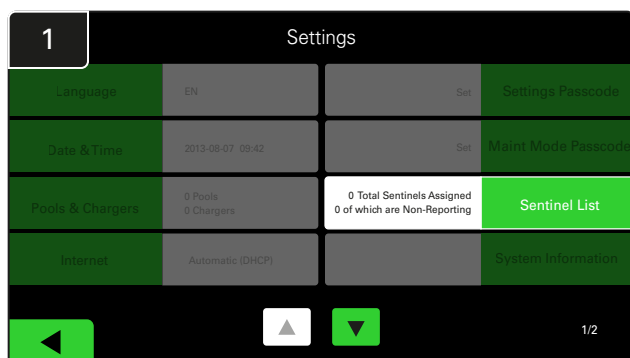 1
Settings
Language
EN
Set
Settings Passcode
Date & Time
2013-08-07 09:42
Set
Maint Mode Passcode
Pools & Chargers
0 Pools
0 Chargers
0 Total Sentinels Assigned
0 of which are Non-Reporting
Sentinel List
Internet
Automatic (DHCP)
System Information
1/2